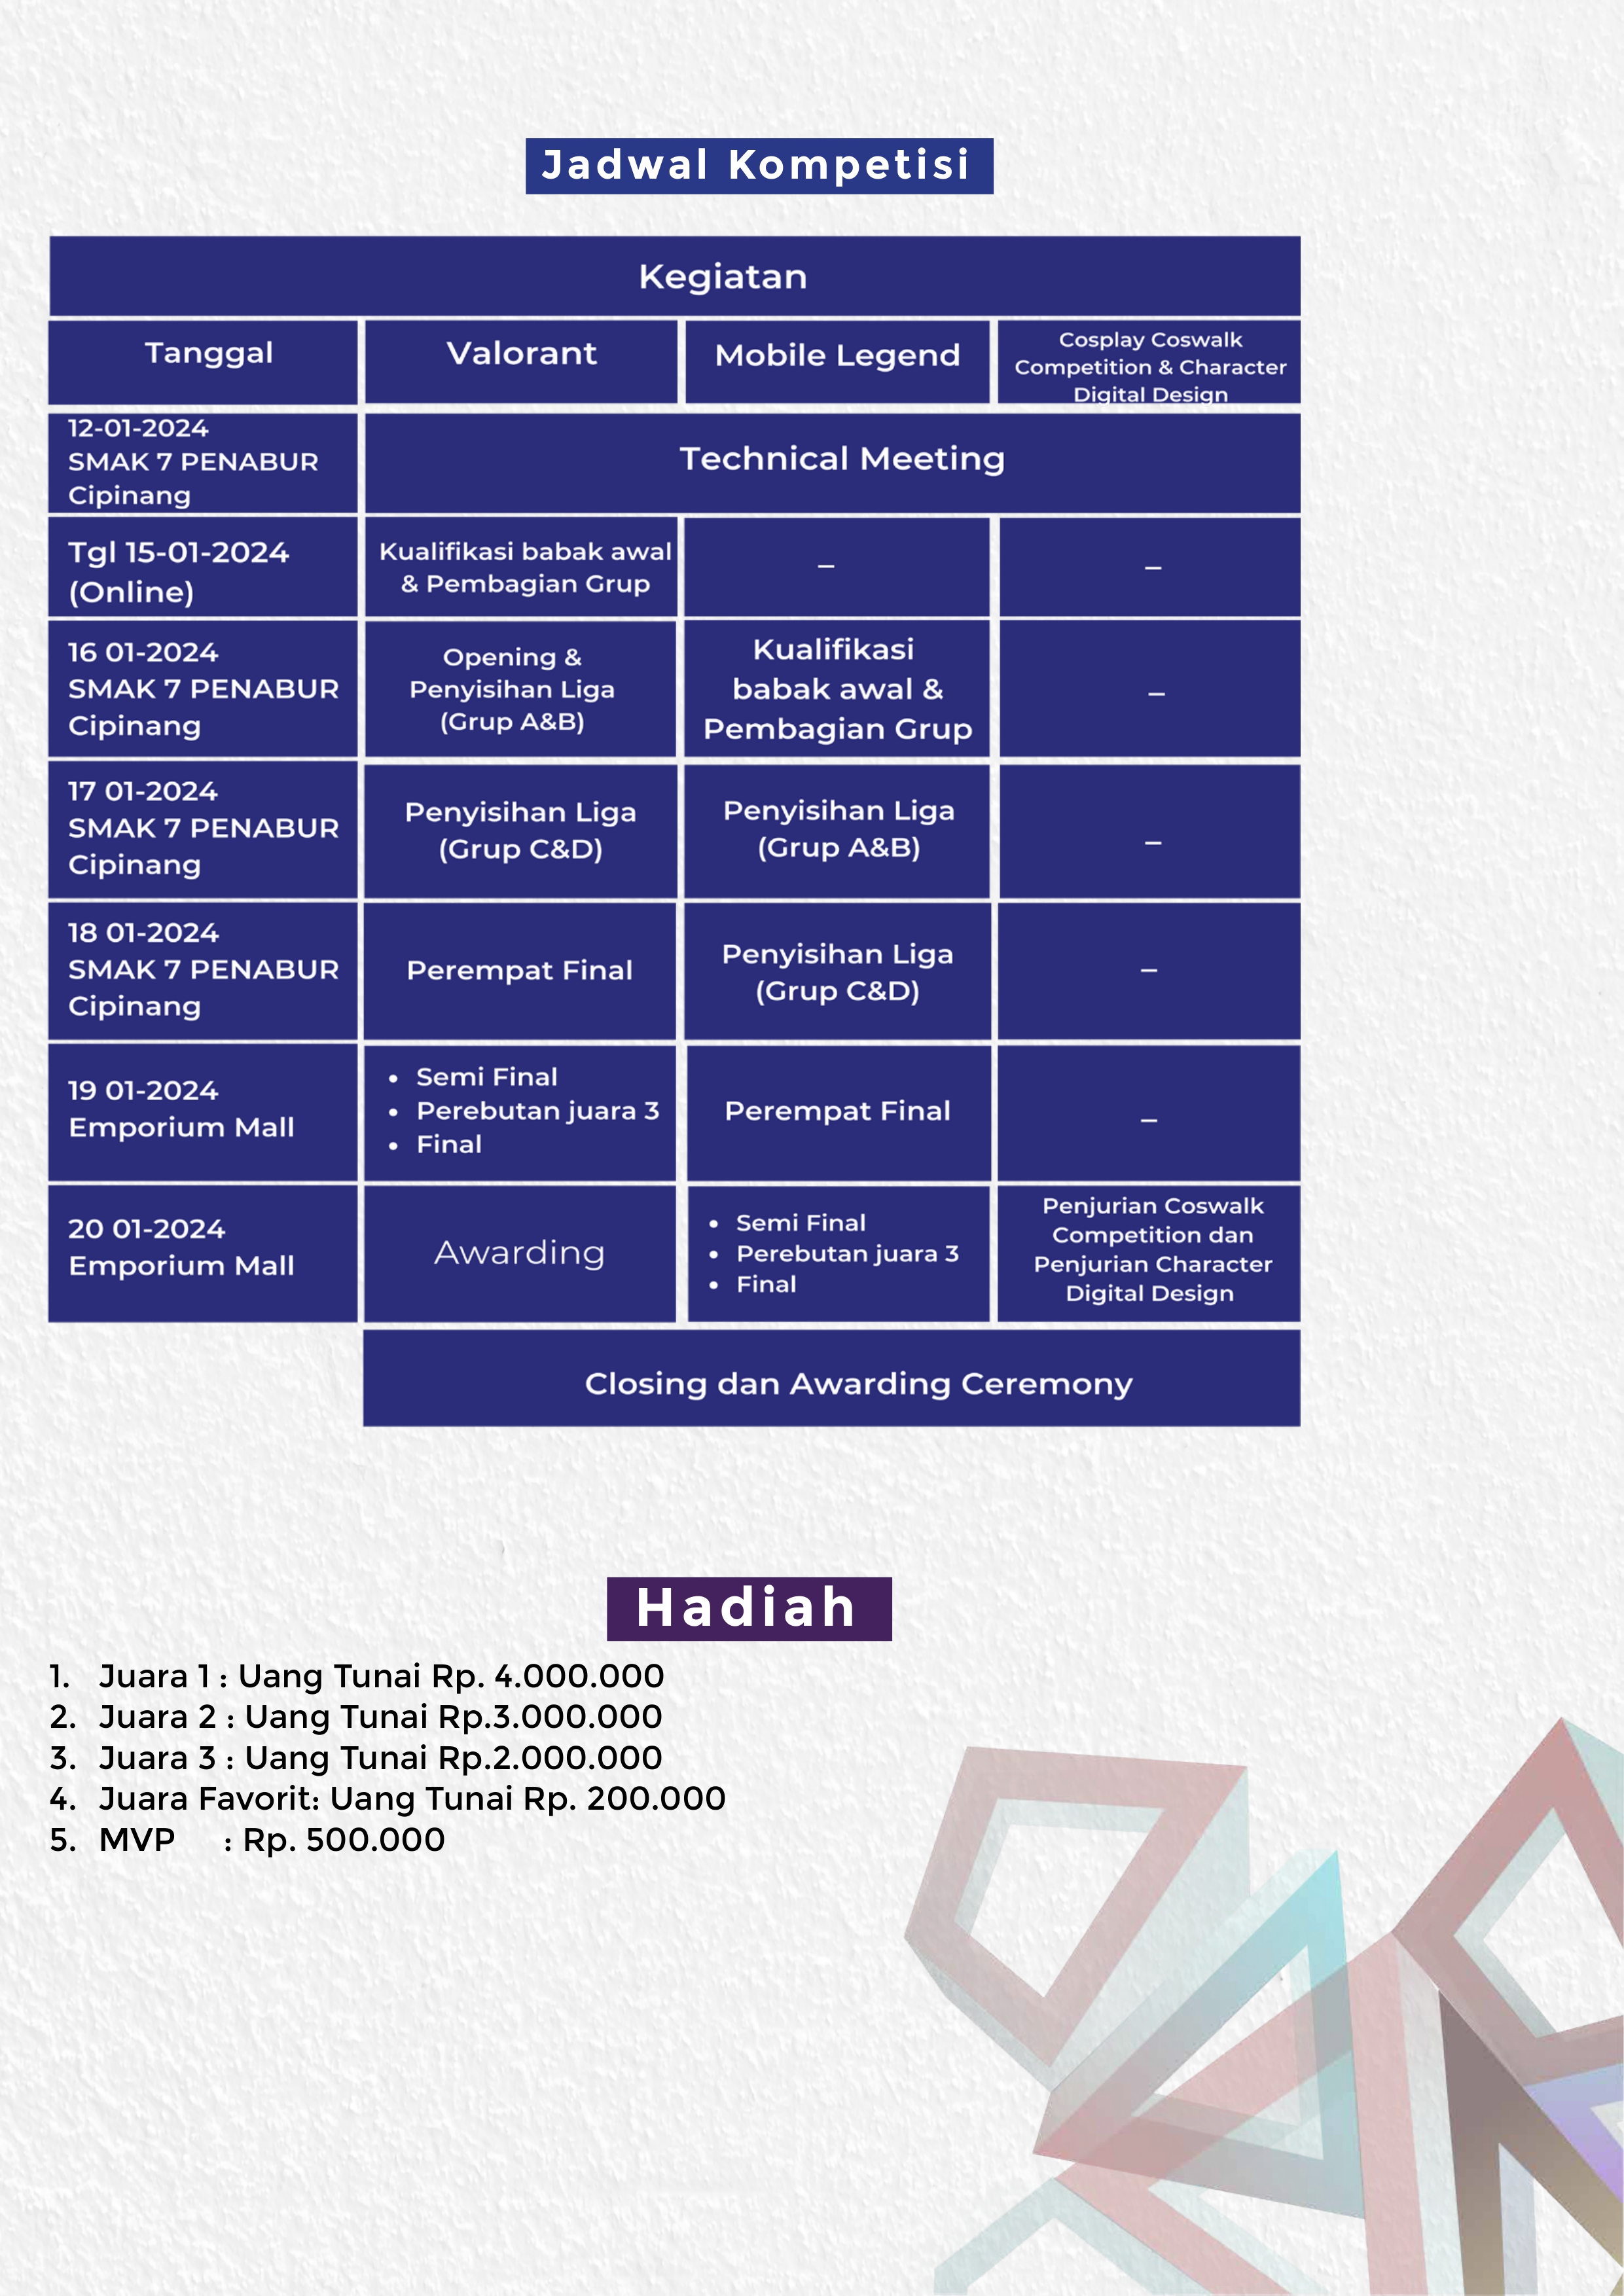 Jadwal Kompetisi
Kegiatan
Tanggal
Valorant
Mobile Legend
Cosplay Coswalk
Competition & Character
Digital Design
12-01-2024
SMAK 7 PENABUR
Cipinang
Technical Meeting
Tgl 15-01-2024
(Online)
Kualifikasi babak awal
& Pembagian Grup
–
–
16 01-2024
SMAK 7 PENABUR
Cipinang
Opening &
Penyisihan Liga
(Grup A&B)
Kualifikasi
babak awal &
Pembagian Grup
–
17 01-2024
SMAK 7 PENABUR
Cipinang
Penyisihan Liga
(Grup C&D)
Penyisihan Liga
(Grup A&B)
–
18 01-2024
SMAK 7 PENABUR
Cipinang
Perempat Final
Penyisihan Liga
(Grup C&D)
–
19 01-2024
Emporium Mall
• Semi Final
• Perebutan juara 3
• Final
Perempat Final
–
20 01-2024
Emporium Mall
Awarding
• Semi Final
• Perebutan juara 3
• Final
Penjurian Coswalk
Competition dan
Penjurian Character
Digital Design
Closing dan Awarding Ceremony
Hadiah
1. Juara 1 : Uang Tunai Rp. 4.000.000
2. Juara 2 : Uang Tunai Rp.3.000.000
3. Juara 3 : Uang Tunai Rp.2.000.000
4. Juara Favorit: Uang Tunai Rp. 200.000
5. MVP : Rp. 500.000